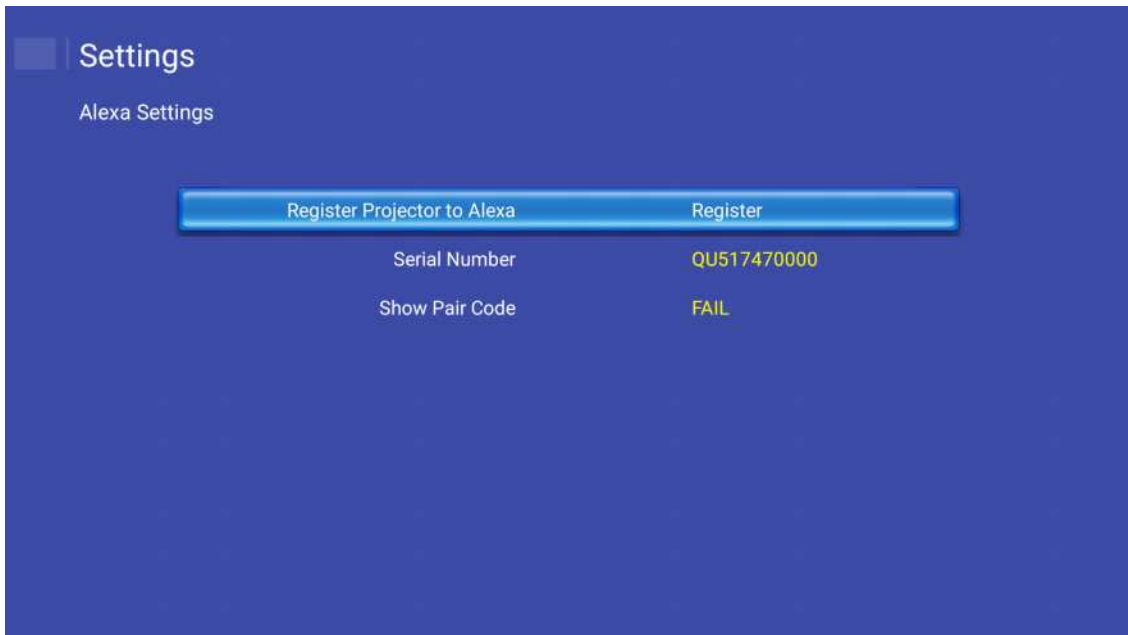 Settings
Alexa Settings
Register Projector to Alexa Register
Serial Number QU517470000
Show Pair Code FAIL